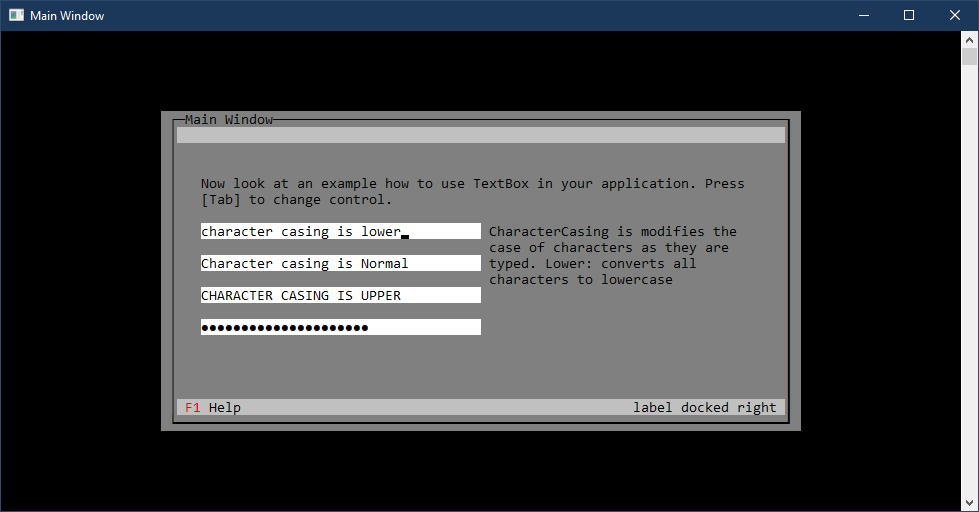 Main Window
Main Window
Now look at an example how to use TextBox in your application. Press
[Tab] to change control.
character casing is lower
CharacterCasing is modifies the
case of characters as they are
Character casing is Normal
typed. Lower: converts all
characters to lowercase
CHARACTER CASING IS UPPER
●●●●●●●●●●●●●●●●●●●●●
F1 Help
label docked right